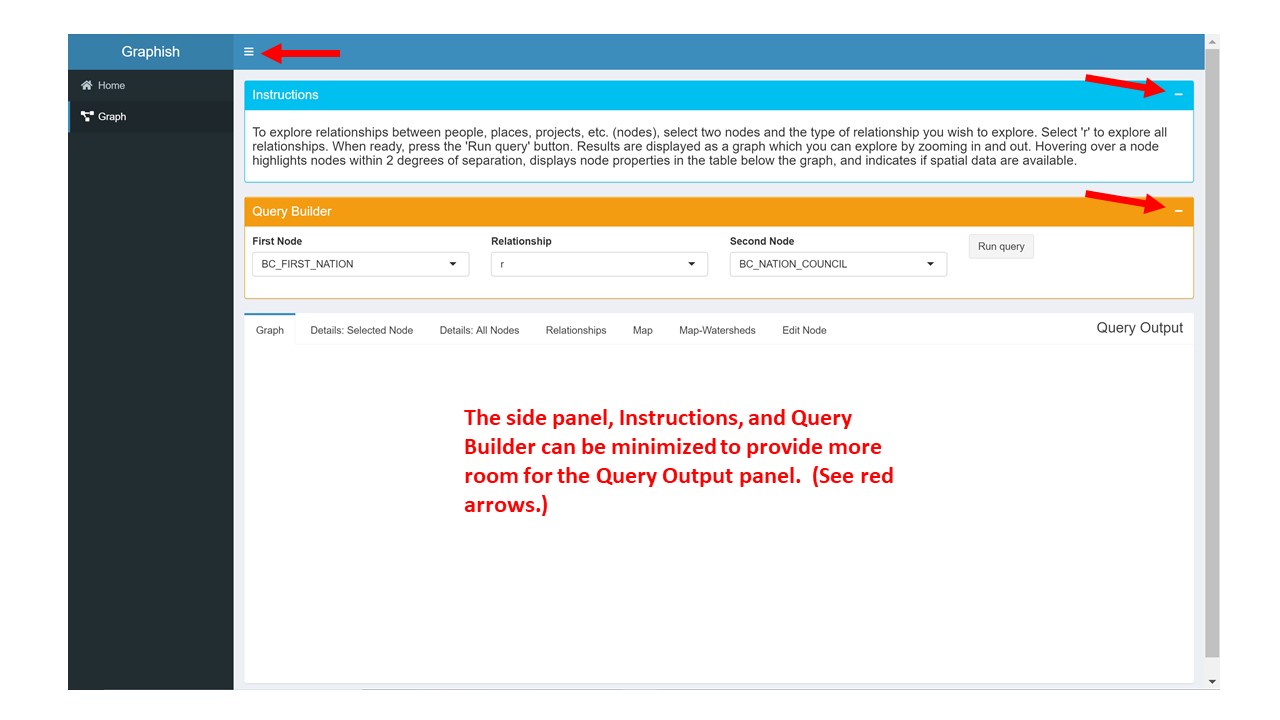 Graphish
Home
Graph
Instructions
To explore relationships between people, places, projects, etc. (nodes), select two nodes and the type of relationship you wish to explore. Select 'r' to explore all
relationships. When ready, press the 'Run query' button. Results are displayed as a graph which you can explore by zooming in and out. Hovering over a node
highlights nodes within 2 degrees of separation, displays node properties in the table below the graph, and indicates if spatial data are available.
Query Builder
First Node Relationship Second Node
Run query
BC_FIRST_NATION r BC_NATION_COUNCIL
Graph Details: Selected Node Details: All Nodes Relationships Map Map-Watersheds Edit Node Query Output
The side panel, Instructions, and Query
Builder can be minimized to provide more
room for the Query Output panel. (See red
arrows.)